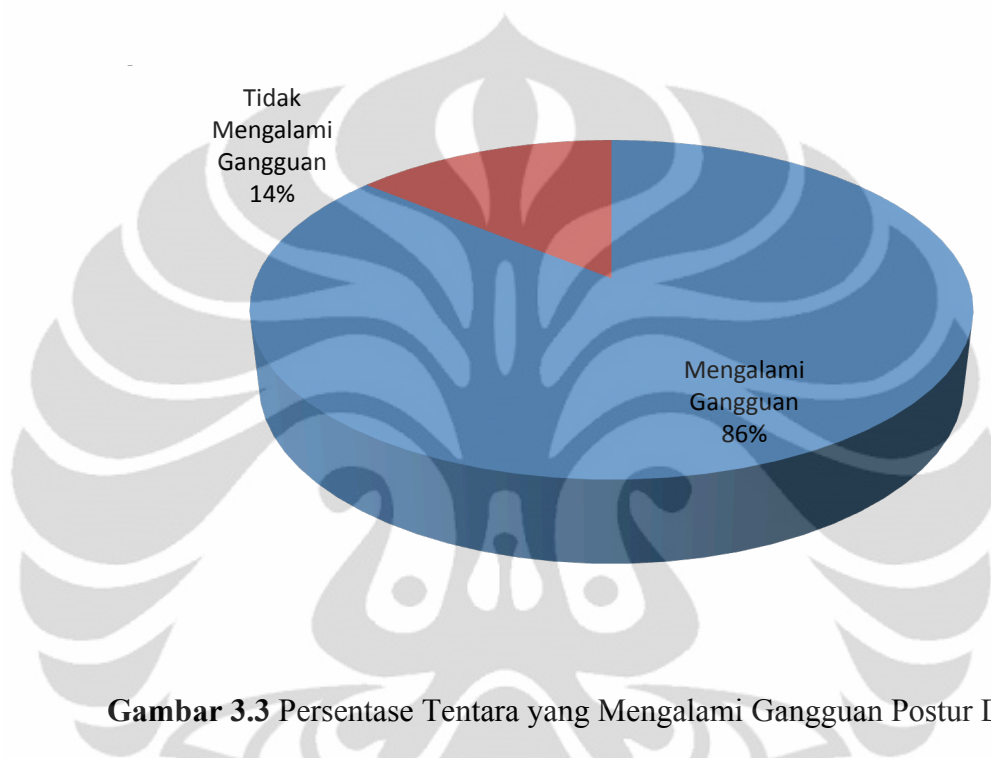 Tidak
Mengalami
Gangguan
14%
Mengalami
Gangguan
86%
Gambar 3.3 Persentase Tentara yang Mengalami Gangguan Postur